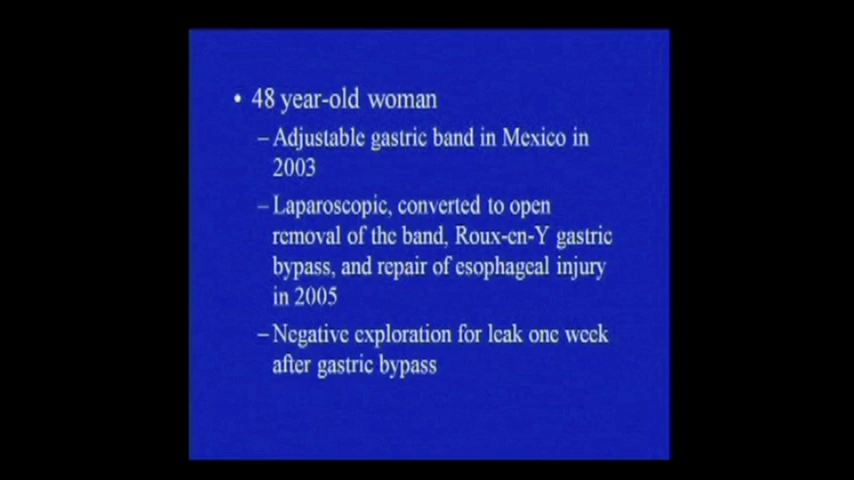 • 48 year-old woman
– Adjustable gastric band in Mexico in
2003
– Laparoscopic, converted to open
removal of the band, Roux-en-Y gastric
bypass, and repair of esophageal injury
in 2005
– Negative exploration for leak one week
after gastric bypass